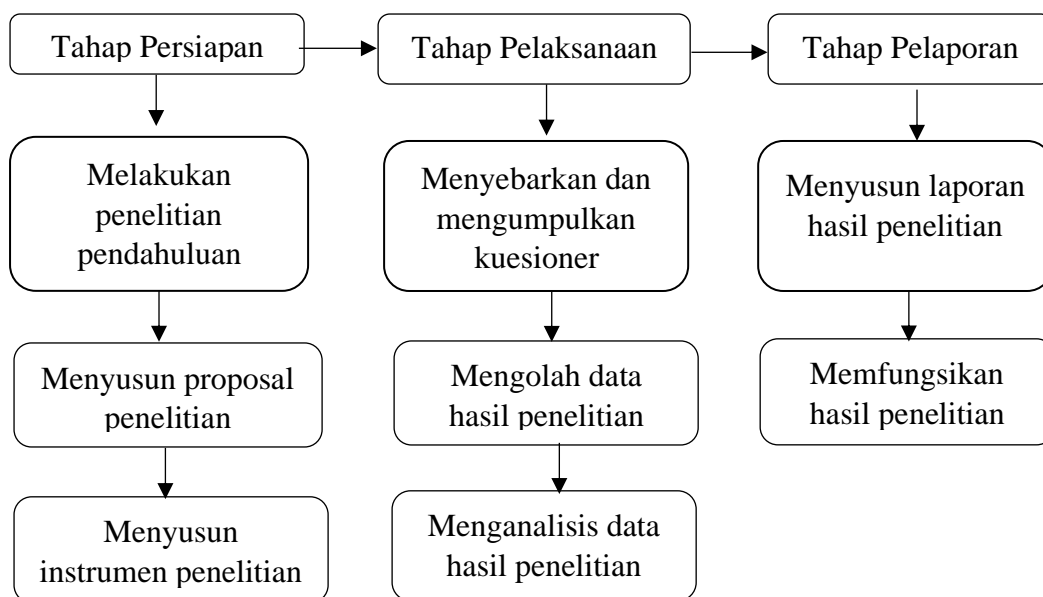 Tahap Persiapan
Tahap Pelaksanaan
Tahap Pelaporan
Melakukan
penelitian
pendahuluan
Menyebarkan dan
mengumpulkan
kuesioner
Menyusun laporan
hasil penelitian
Menyusun proposal
penelitian
Mengolah data
hasil penelitian
Memfungsikan
hasil penelitian
Menyusun
instrumen penelitian
Menganalisis data
hasil penelitian